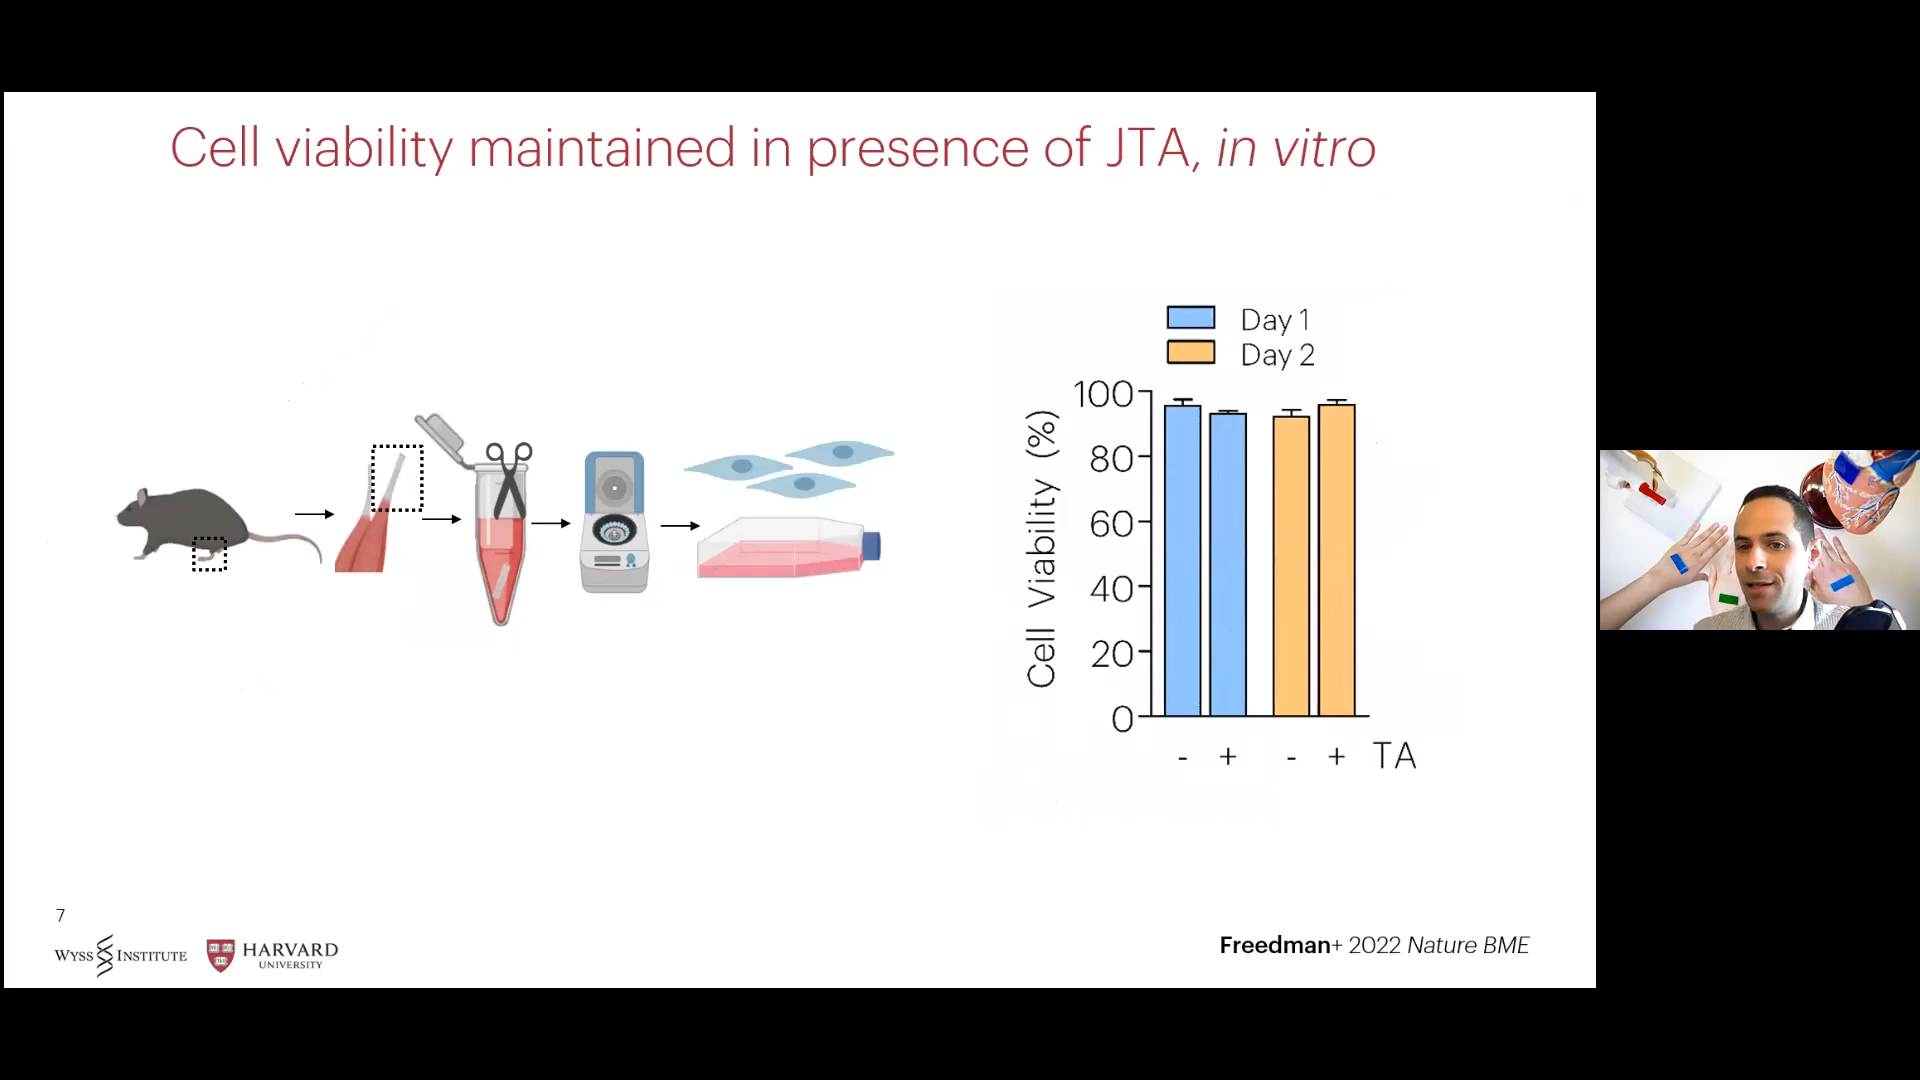 Cell viability maintained in presence of JTA, in vitro
Day 1
Day 2
Cell Viability (%)
100
80
60
40
20
0
- + - + TA
7
WYSS INSTITUTE
HARVARD
UNIVERSITY
Freedman+ 2022 Nature BME